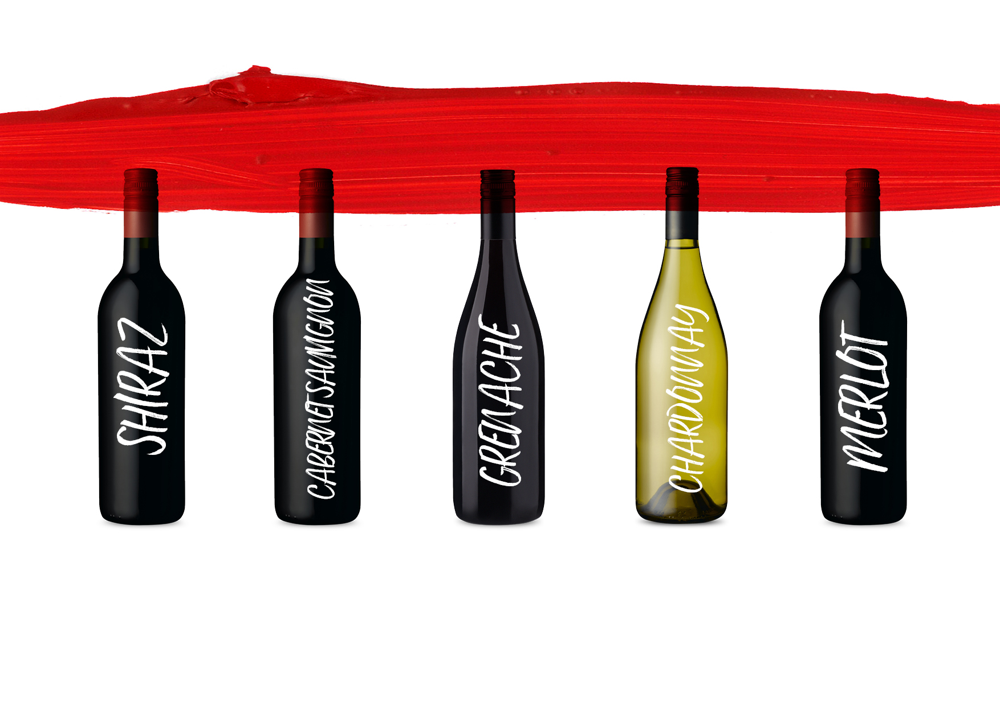 SHIRAZ
CABERNET SAUVIGNON
GRENACHE
CHARDONNAY
MERLOT